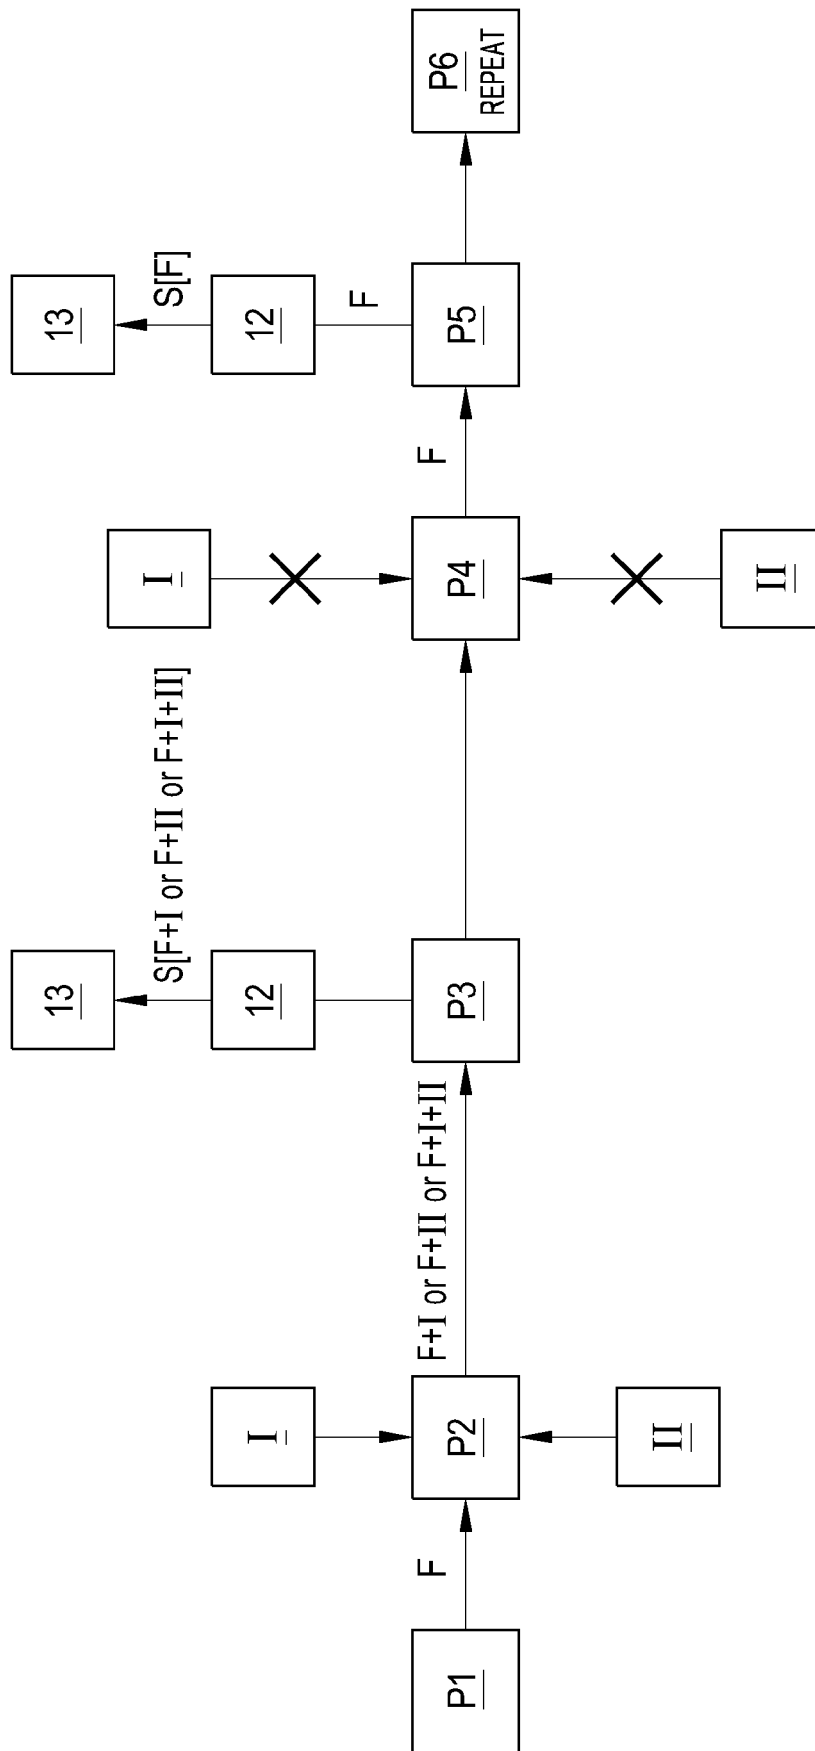 P1
F
P2
I
II
F+I or F+II or F+I+II
P3
12
S[F+I or F+II or F+I+II]
13
P4
I
II
F
P5
F
12
S[F]
13
P6
REPEAT